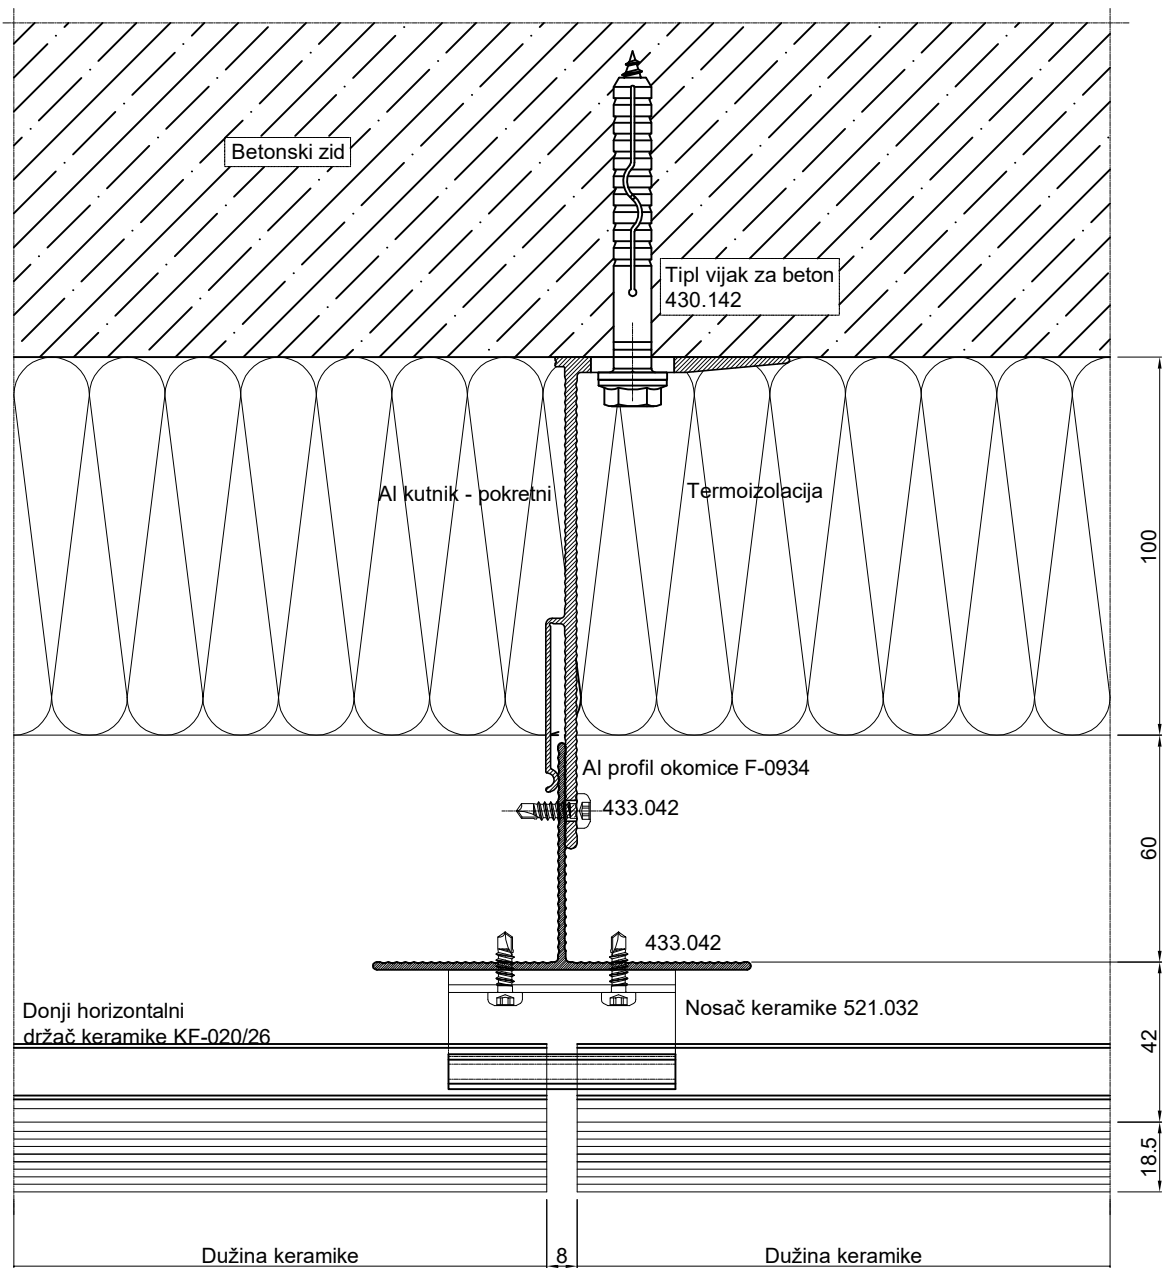 Betonski zid
Tipl vijak za beton
430.142
Al kutnik - pokretni
Termoizolacija
100
Al profil okomice F-0934
433.042
60
433.042
Donji horizontalni
držač keramike KF-020/26
Nosač keramike 521.032
42
18.5
Dužina keramike
8
Dužina keramike